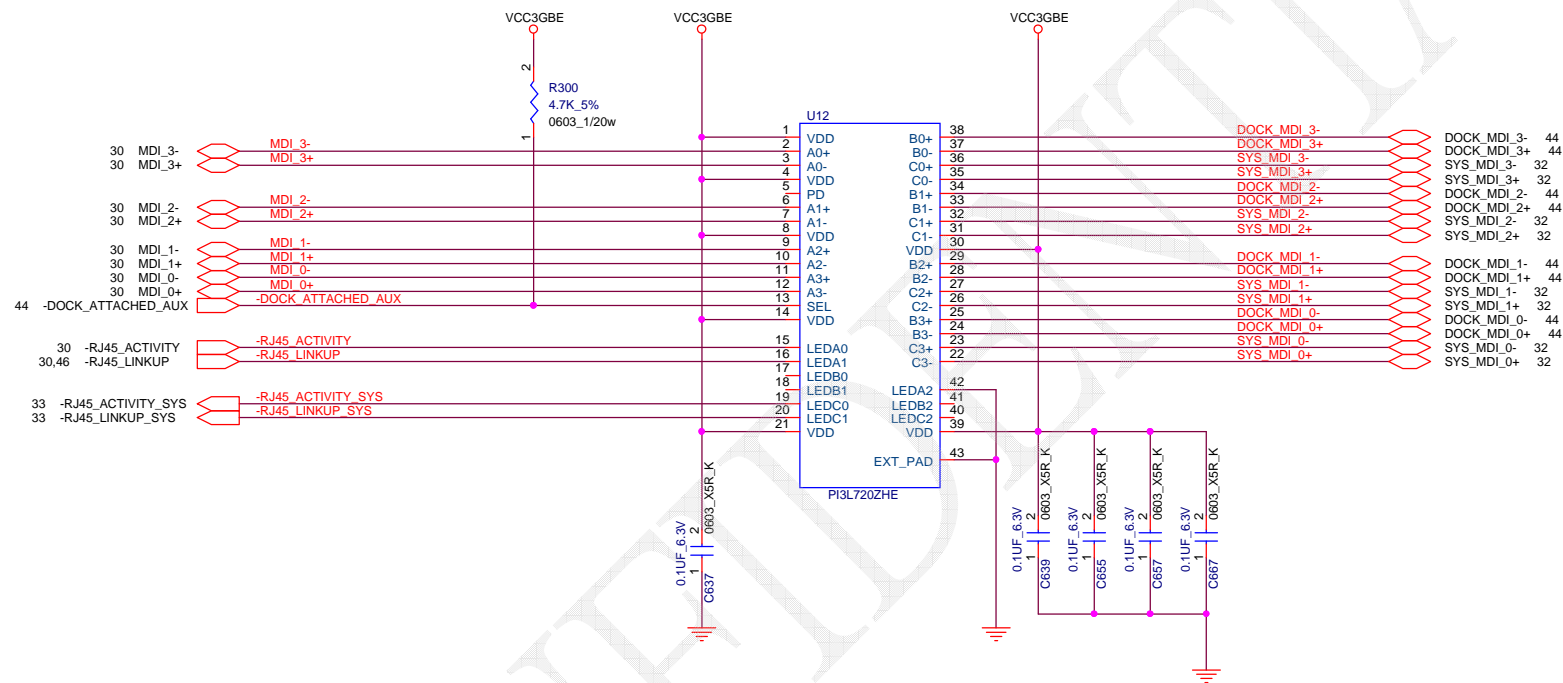 VCC3GBE VCC3GBE VCC3GBE
2
R300
4.7K_5%
0603_1/20w
1
U12
1 VDD B0+ 38 DOCK_MDI_3- DOCK_MDI_3- 44
30 MDI_3- MDI_3- 2 A0+ B0- 37 DOCK_MDI_3+ DOCK_MDI_3+ 44
30 MDI_3+ MDI_3+ 3 A0- C0+ 36 SYS_MDI_3- SYS_MDI_3- 32
4 VDD C0- 35 SYS_MDI_3+ SYS_MDI_3+ 32
5 PD B1+ 34 DOCK_MDI_2- DOCK_MDI_2- 44
30 MDI_2- MDI_2- 6 A1+ B1- 33 DOCK_MDI_2+ DOCK_MDI_2+ 44
30 MDI_2+ MDI_2+ 7 A1- C1+ 32 SYS_MDI_2- SYS_MDI_2- 32
8 VDD C1- 31 SYS_MDI_2+ SYS_MDI_2+ 32
30 MDI_1- MDI_1- 9 A2+ VDD 30
30 MDI_1+ MDI_1+ 10 A2- B2+ 29 DOCK_MDI_1- DOCK_MDI_1- 44
30 MDI_0- MDI_0- 11 A3+ B2- 28 DOCK_MDI_1+ DOCK_MDI_1+ 44
30 MDI_0+ MDI_0+ 12 A3- C2+ 27 SYS_MDI_1- SYS_MDI_1- 32
44 -DOCK_ATTACHED_AUX -DOCK_ATTACHED_AUX 13 SEL C2- 26 SYS_MDI_1+ SYS_MDI_1+ 32
14 VDD B3+ 25 DOCK_MDI_0- DOCK_MDI_0- 44
B3- 24 DOCK_MDI_0+ DOCK_MDI_0+ 44
30 -RJ45_ACTIVITY -RJ45_ACTIVITY 15 LEDA0 C3+ 23 SYS_MDI_0- SYS_MDI_0- 32
30,46 -RJ45_LINKUP -RJ45_LINKUP 16 LEDA1 C3- 22 SYS_MDI_0+ SYS_MDI_0+ 32
17 LEDB0
18 LEDB1 LEDA2 42
33 -RJ45_ACTIVITY_SYS -RJ45_ACTIVITY_SYS 19 LEDC0 LEDB2 41
33 -RJ45_LINKUP_SYS -RJ45_LINKUP_SYS 20 LEDC1 LEDC2 40
21 VDD VDD 39
EXT_PAD 43
PI3L720ZHE
0.1UF_6.3V 1 2 0603_X5R_K C637
0.1UF_6.3V 1 2 0603_X5R_K C639
0.1UF_6.3V 1 2 0603_X5R_K C655
0.1UF_6.3V 1 2 0603_X5R_K C657
0.1UF_6.3V 1 2 0603_X5R_K C667